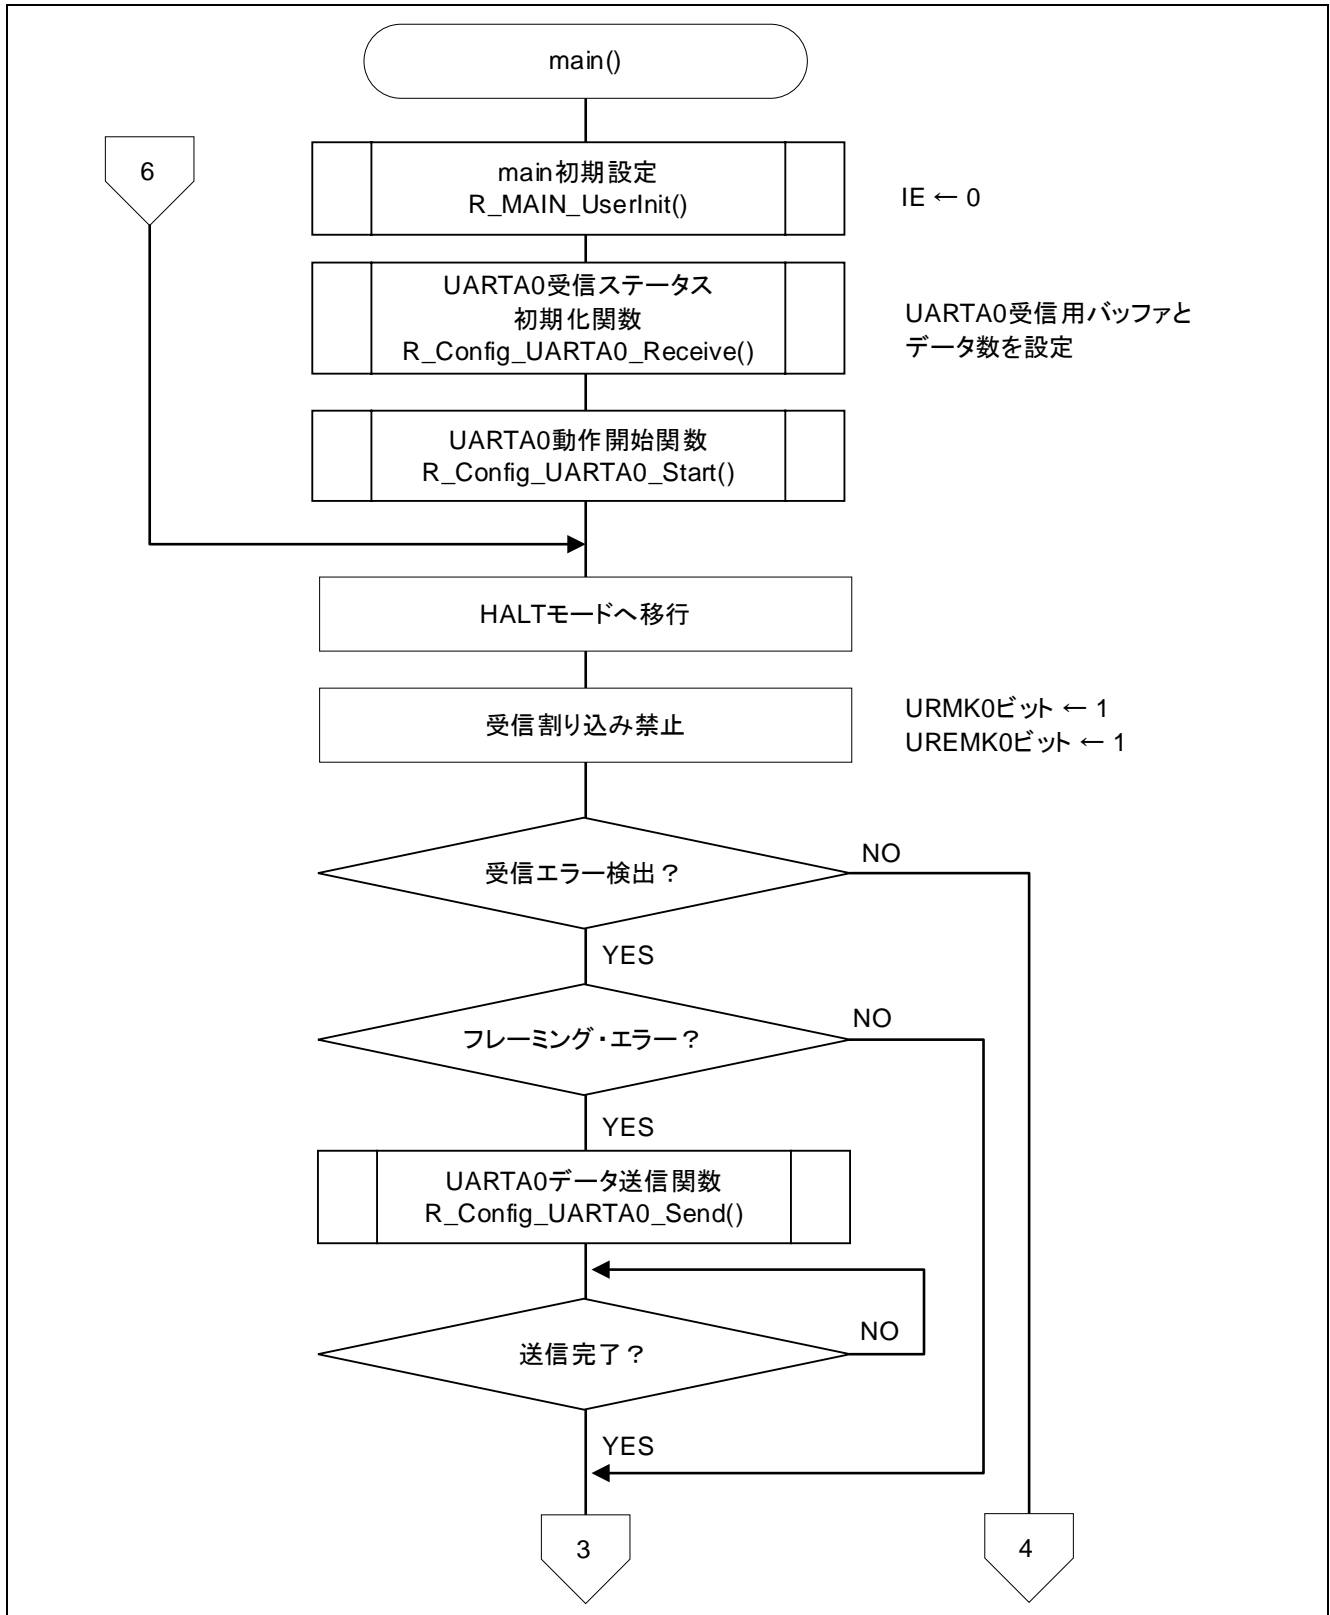 main()
6
main初期設定
R_MAIN_UserInit()
IE ← 0
UARTA0受信ステータス
初期化関数
R_Config_UARTA0_Receive()
UARTA0受信用バッファと
データ数を設定
UARTA0動作開始関数
R_Config_UARTA0_Start()
HALTモードへ移行
受信割り込み禁止
URMK0ビット ← 1
UREMK0ビット ← 1
受信エラー検出？
NO
YES
フレーミング・エラー？
NO
YES
UARTA0データ送信関数
R_Config_UARTA0_Send()
送信完了？
NO
YES
3
4